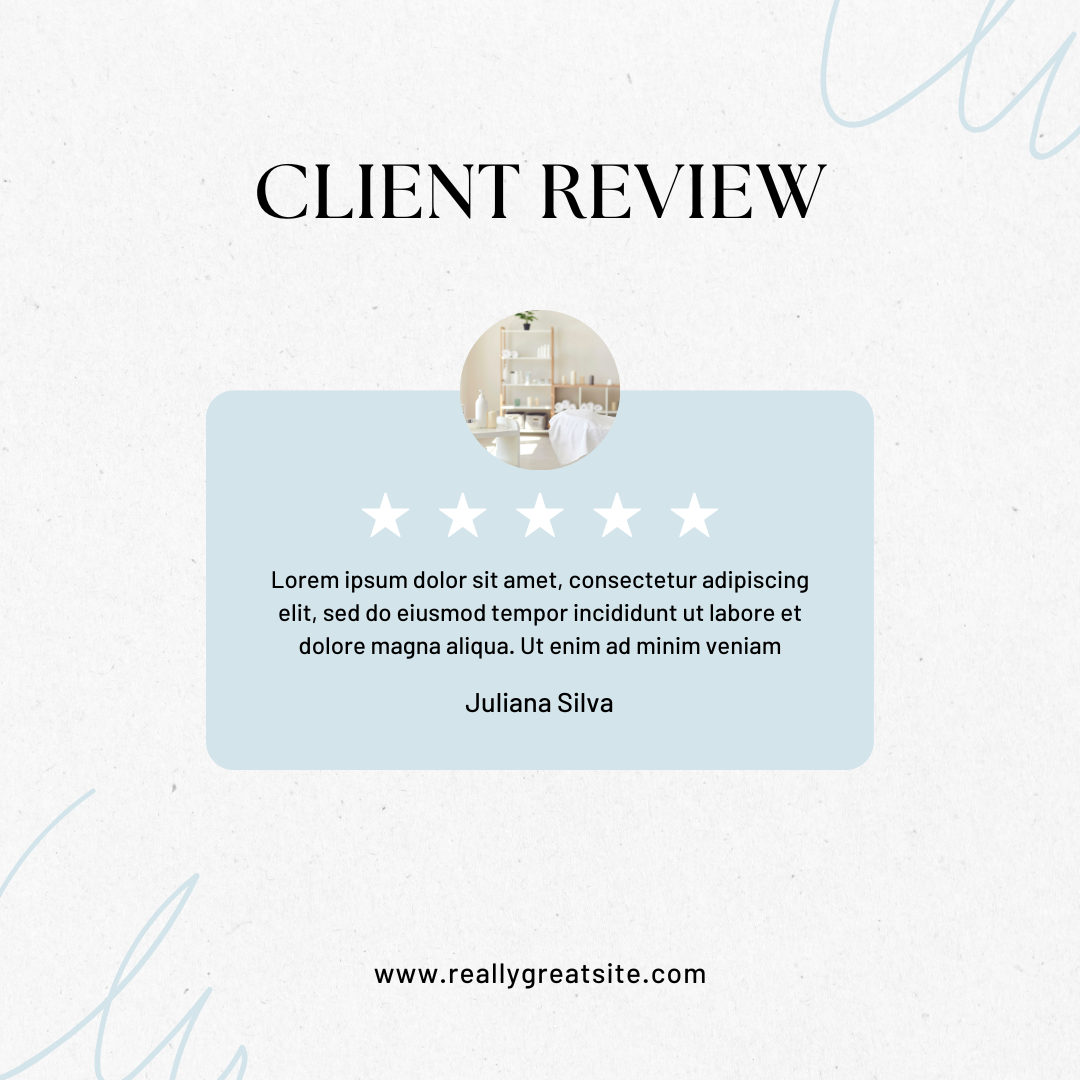 CLIENT REVIEW
Lorem ipsum dolor sit amet, consectetur adipiscing
elit, sed do eiusmod tempor incididunt ut labore et
dolore magna aliqua. Ut enim ad minim veniam
Juliana Silva
www.reallygreatsite.com